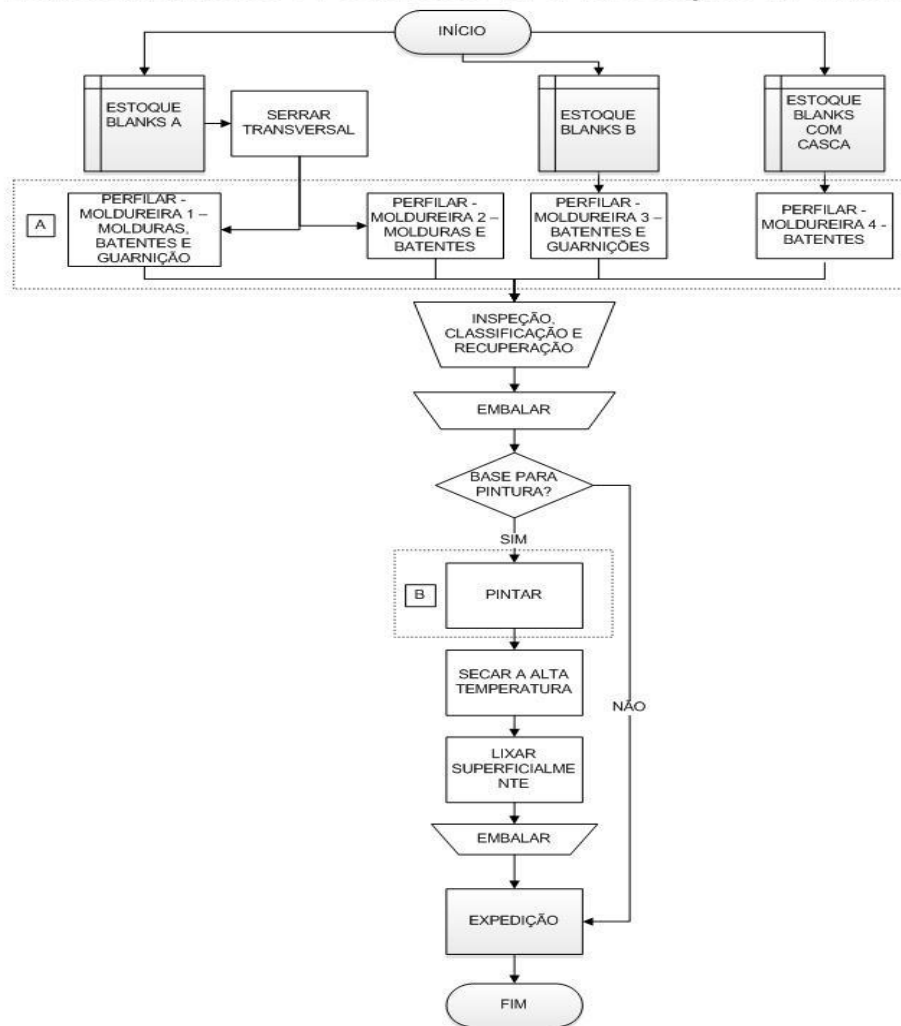 INÍCIO
ESTOQUE
BLANKS A
SERRAR
TRANSVERSAL
ESTOQUE
BLANKS B
ESTOQUE
BLANKS
COM
CASCA
A
PERFILAR -
MOLDUREIRA 1 –
MOLDURAS,
BATENTES E
GUARNIÇÃO
PERFILAR -
MOLDUREIRA 2 –
MOLDURAS E
BATENTES
PERFILAR -
MOLDUREIRA 3 –
BATENTES E
GUARNIÇÕES
PERFILAR -
MOLDUREIRA 4 -
BATENTES
INSPEÇÃO,
CLASSIFICAÇÃO E
RECUPERAÇÃO
EMBALAR
BASE PARA
PINTURA?
SIM
B
PINTAR
SECAR A ALTA
TEMPERATURA
NÃO
LIXAR
SUPERFICIALME
NTE
EMBALAR
EXPEDIÇÃO
FIM